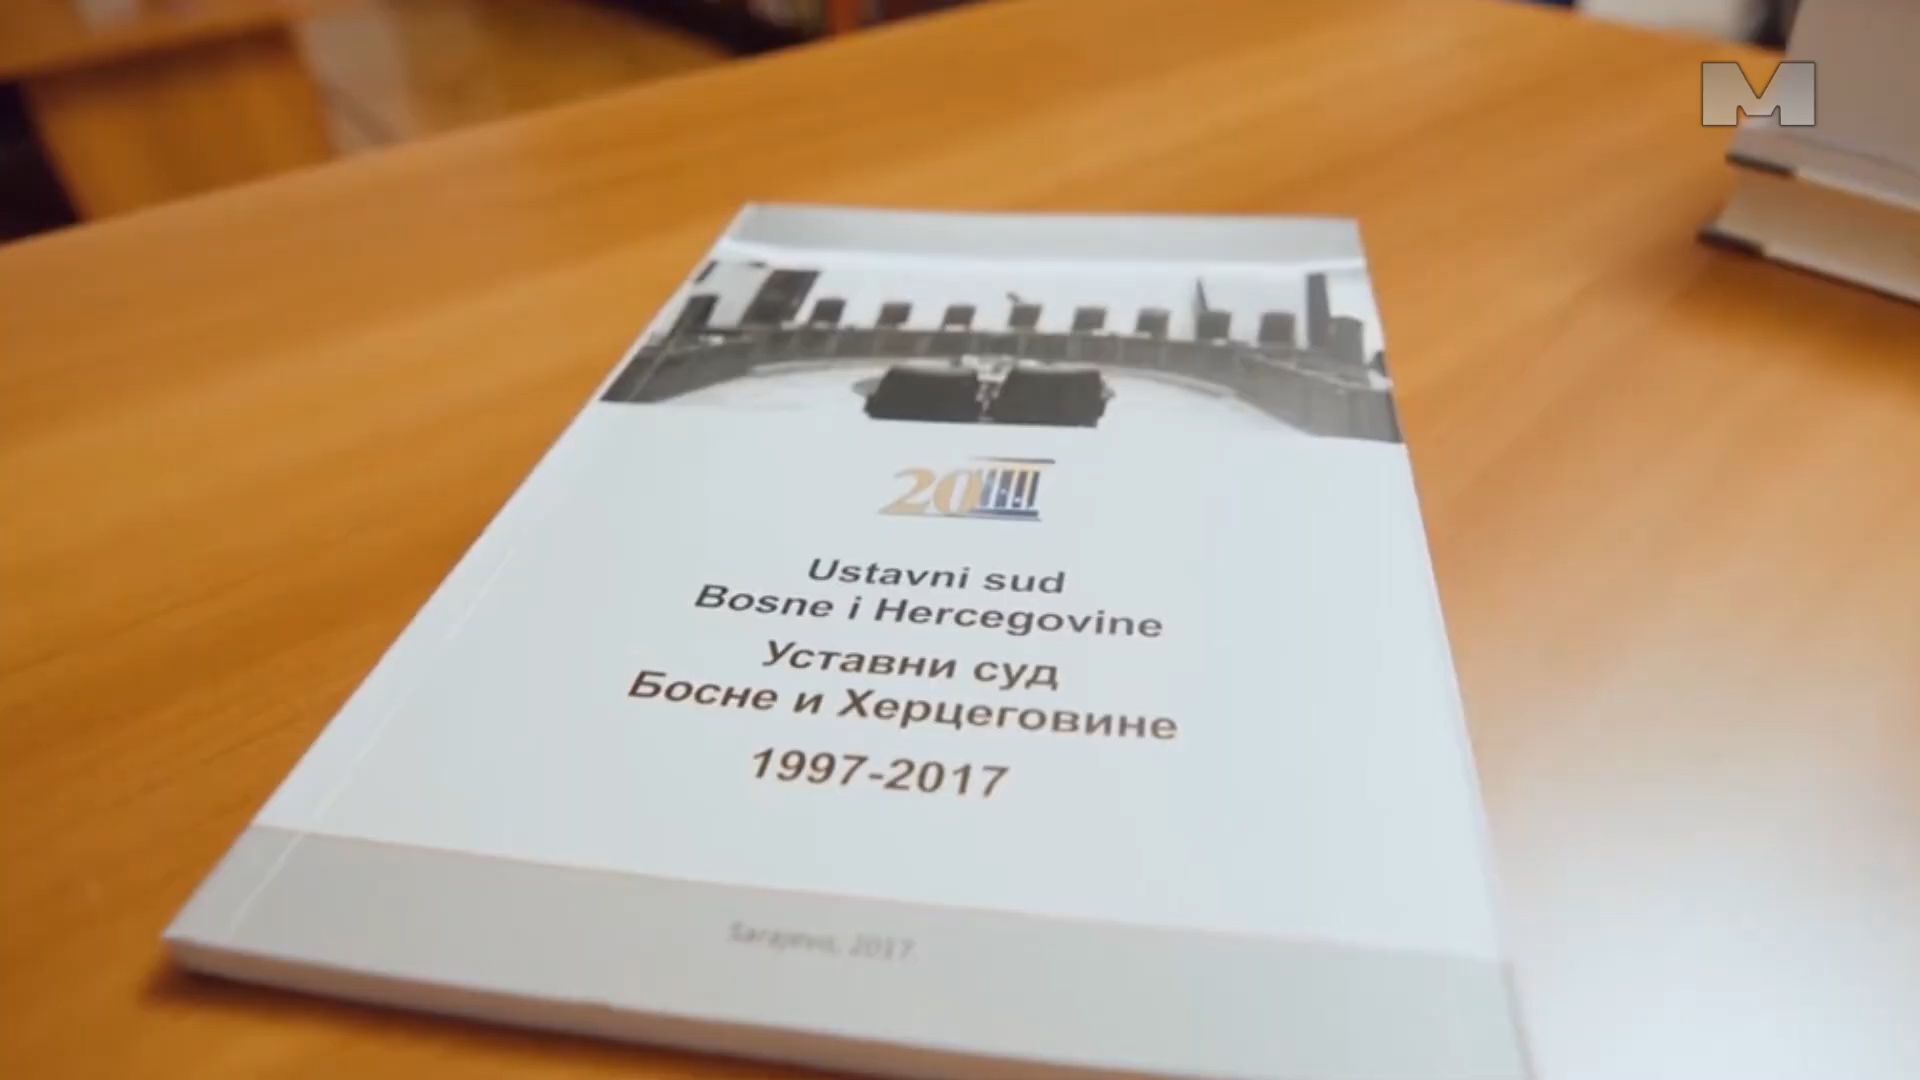 M
20
Ustavni sud
Bosne i Hercegovine
Уставни суд
Босне и Херцеговине
1997-2017
Sarajevo, 2017.